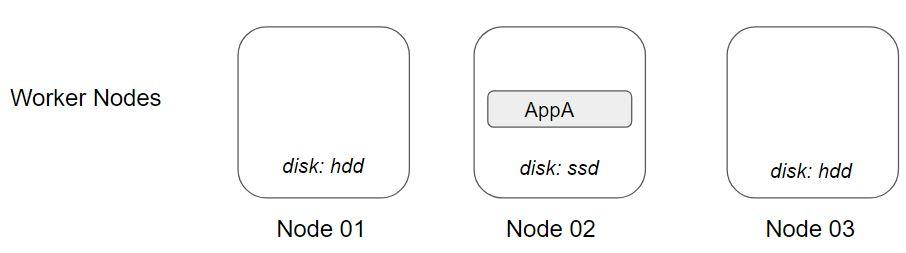 Worker Nodes
AppA
disk: hdd
disk: ssd
disk: hdd
Node 01
Node 02
Node 03